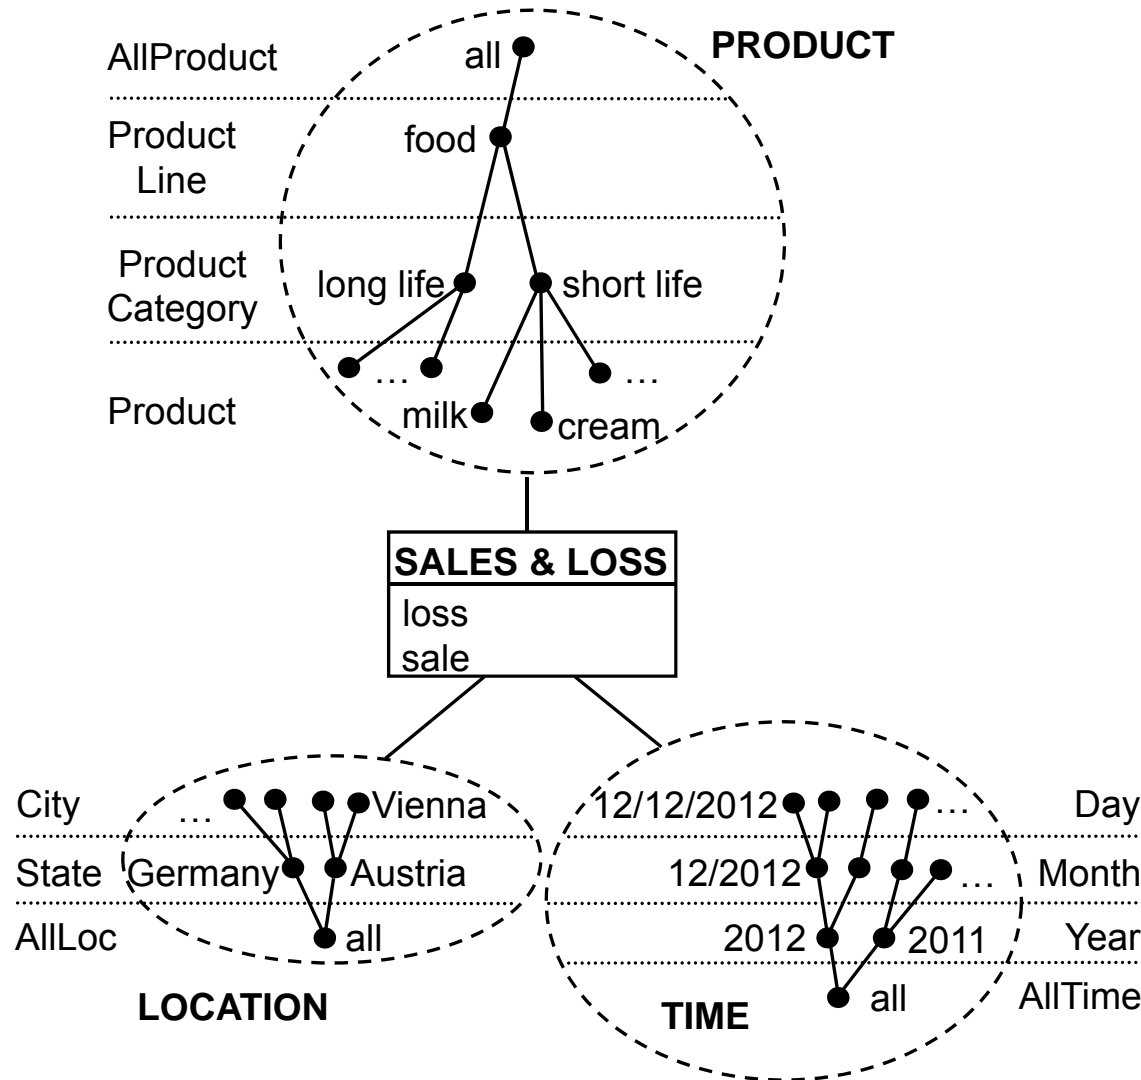 PRODUCT
AllProduct
all
Product
Line
food
Product
Category
long life
short life
… …
Product
milk
cream
SALES & LOSS
loss
sale
City
…
Vienna
12/12/2012
…
Day
State
Germany
Austria
12/2012
…
Month
AllLoc
all
2012
2011
Year
LOCATION
TIME
all
AllTime